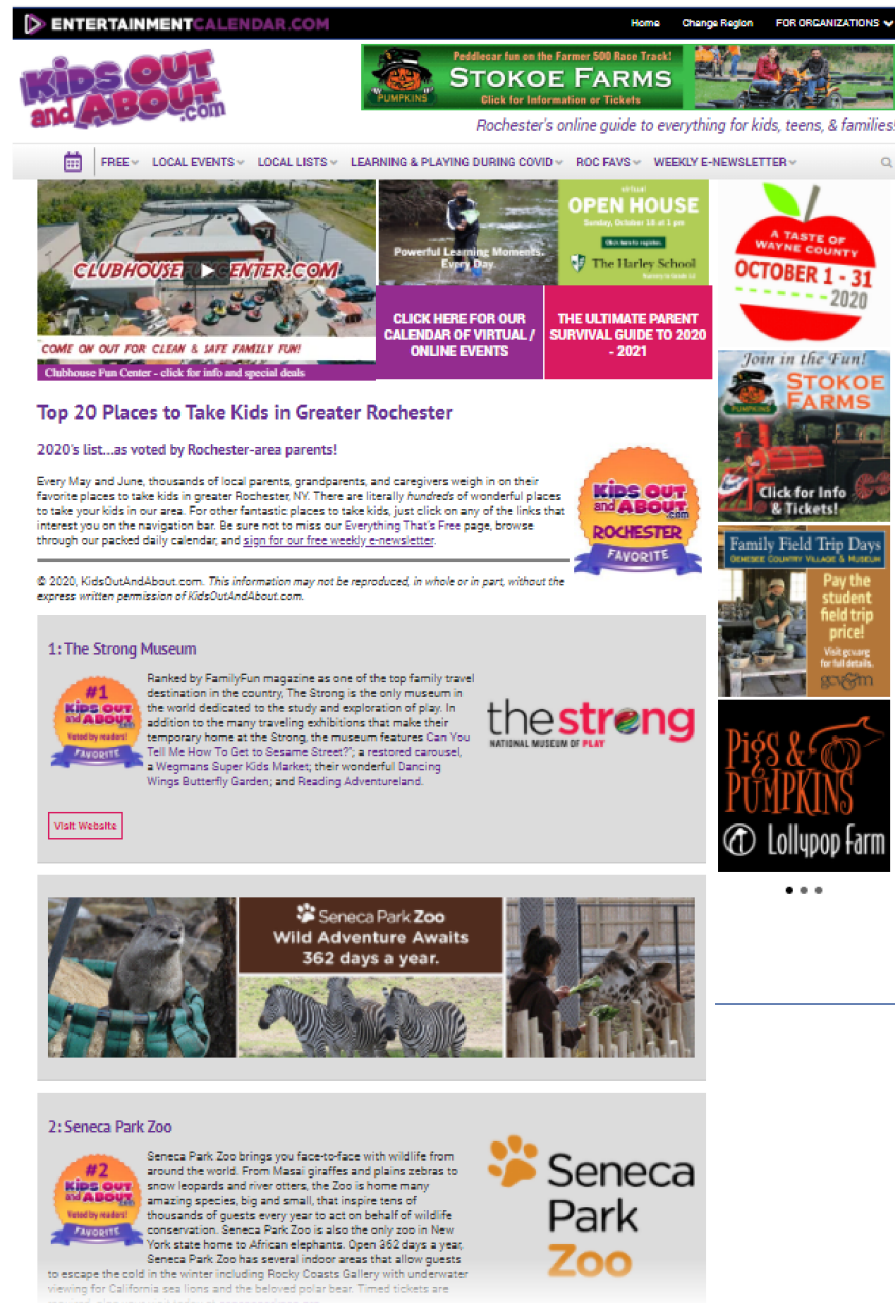 ENTERTAINMENTCALENDAR.COM
Home Change Region FOR ORGANIZATIONS
KIDS OUT
and ABOUT
.com
Peddlecar fun on the Farmer 500 Race Track!
STOKOE FARMS
Click for Information or Tickets
PUMPKINS
Rochester's online guide to everything for kids, teens, & families!
FREE LOCAL EVENTS LOCAL LISTS LEARNING & PLAYING DURING COVID ROC FAVS WEEKLY E-NEWSLETTER
CLUBHOUSEFUNCENTER.COM
COME ON OUT FOR CLEAN & SAFE FAMILY FUN!
Clubhouse Fun Center - click for info and special deals
Powerful Learning Moments.
Every Day.
virtual
OPEN HOUSE
Sunday, October 18 at 1 pm
Click here to register.
The Harley School
CLICK HERE FOR OUR
CALENDAR OF VIRTUAL /
ONLINE EVENTS
THE ULTIMATE PARENT
SURVIVAL GUIDE TO 2020
- 2021
A TASTE OF
WAYNE COUNTY
OCTOBER 1 - 31
2020
Join in the Fun!
STOKOE
FARMS
PUMPKINS
Click for Info
& Tickets!
Family Field Trip Days
GENESEE COUNTRY VILLAGE & MUSEUM
Pay the
student
field trip
price!
Visit gcv.org
for full details.
gcv&m
Pigs &
PUMPKINS
Lollypop Farm
Top 20 Places to Take Kids in Greater Rochester
2020's list...as voted by Rochester-area parents!
Every May and June, thousands of local parents, grandparents, and caregivers weigh in on their
favorite places to take kids in greater Rochester, NY. There are literally hundreds of wonderful places
to take your kids in our area. For other fantastic places to take kids, just click on any of the links that
interest you on the navigation bar. Be sure not to miss our Everything That's Free page, browse
through our packed daily calendar, and sign for our free weekly e-newsletter.
KIDS OUT
and ABOUT
.com
ROCHESTER
FAVORITE
© 2020, KidsOutAndAbout.com. This information may not be reproduced, in whole or in part, without the
express written permission of KidsOutAndAbout.com.
1: The Strong Museum
#1
KIDS OUT
and ABOUT
.com
Voted by readers!
FAVORITE
Ranked by FamilyFun magazine as one of the top family travel
destination in the country, The Strong is the only museum in
the world dedicated to the study and exploration of play. In
addition to the many traveling exhibitions that make their
temporary home at the Strong, the museum features Can You
Tell Me How To Get to Sesame Street?"; a restored carousel,
a Wegmans Super Kids Market; their wonderful Dancing
Wings Butterfly Garden; and Reading Adventureland.
the strong
NATIONAL MUSEUM OF PLAY
Visit Website
Seneca Park Zoo
Wild Adventure Awaits
362 days a year.
2: Seneca Park Zoo
#2
KIDS OUT
and ABOUT
.com
Voted by readers!
FAVORITE
Seneca Park Zoo brings you face-to-face with wildlife from
around the world. From Masai giraffes and plains zebras to
snow leopards and river otters, the Zoo is home many
amazing species, big and small, that inspire tens of
thousands of guests every year to act on behalf of wildlife
conservation. Seneca Park Zoo is also the only zoo in New
York state home to African elephants. Open 362 days a year,
Seneca Park Zoo has several indoor areas that allow guests
to escape the cold in the winter including Rocky Coasts Gallery with underwater
viewing for California sea lions and the beloved polar bear. Timed tickets are
Seneca
Park
Zoo